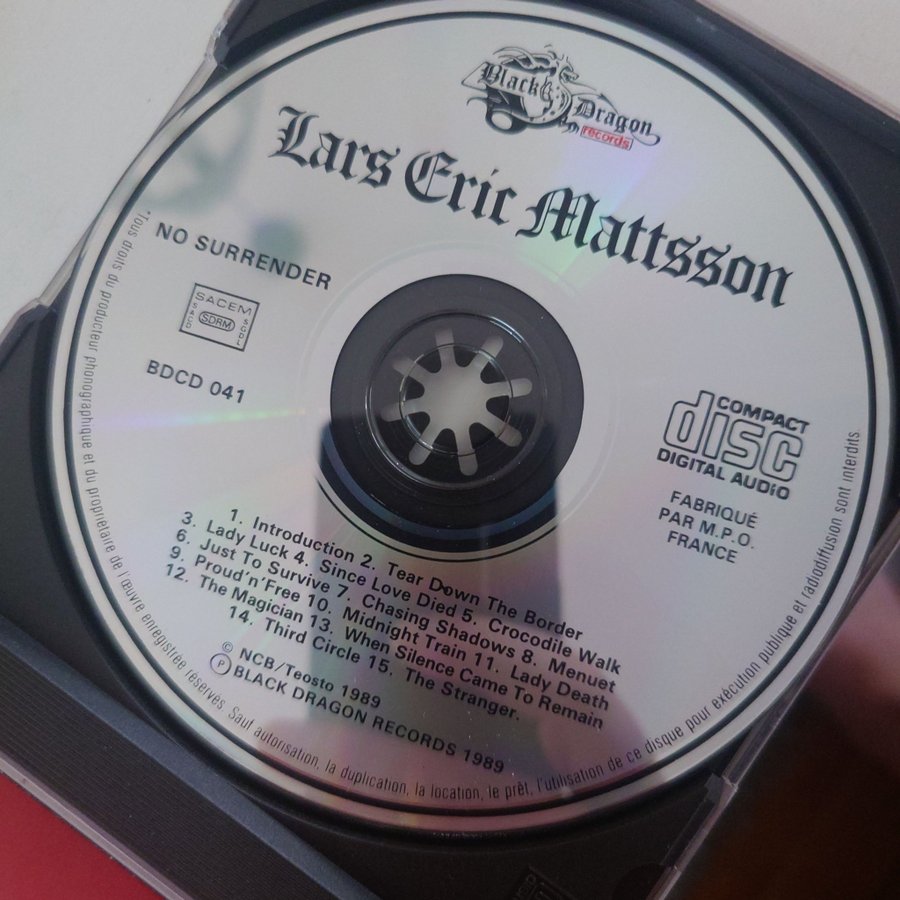 Black Dragon
records
Lars Eric Mattsson
NO SURRENDER
SACEM
SACD
SDRM
SGDL
BDCD 041
COMPACT
disc
DIGITAL AUDIO
FABRIQUÉ
PAR M.P.O.
FRANCE
1. Introduction 2. Tear Down The Border
3. Lady Luck 4. Since Love Died 5. Crocodile Walk
6. Just To Survive 7. Chasing Shadows 8. Menuet
9. Proud'n'Free 10. Midnight Train 11. Lady Death
12. The Magician 13. When Silence Came To Remain
14. Third Circle 15. The Stranger.
© NCB/Teosto 1989
Ⓟ BLACK DRAGON RECORDS 1989
"Tous droits du producteur phonographique et du propriétaire de l'œuvre enregistrée réservés. Sauf autorisation, la duplication, la location, le prêt, l'utilisation de ce disque pour exécution publique et radiodiffusion sont interdits.